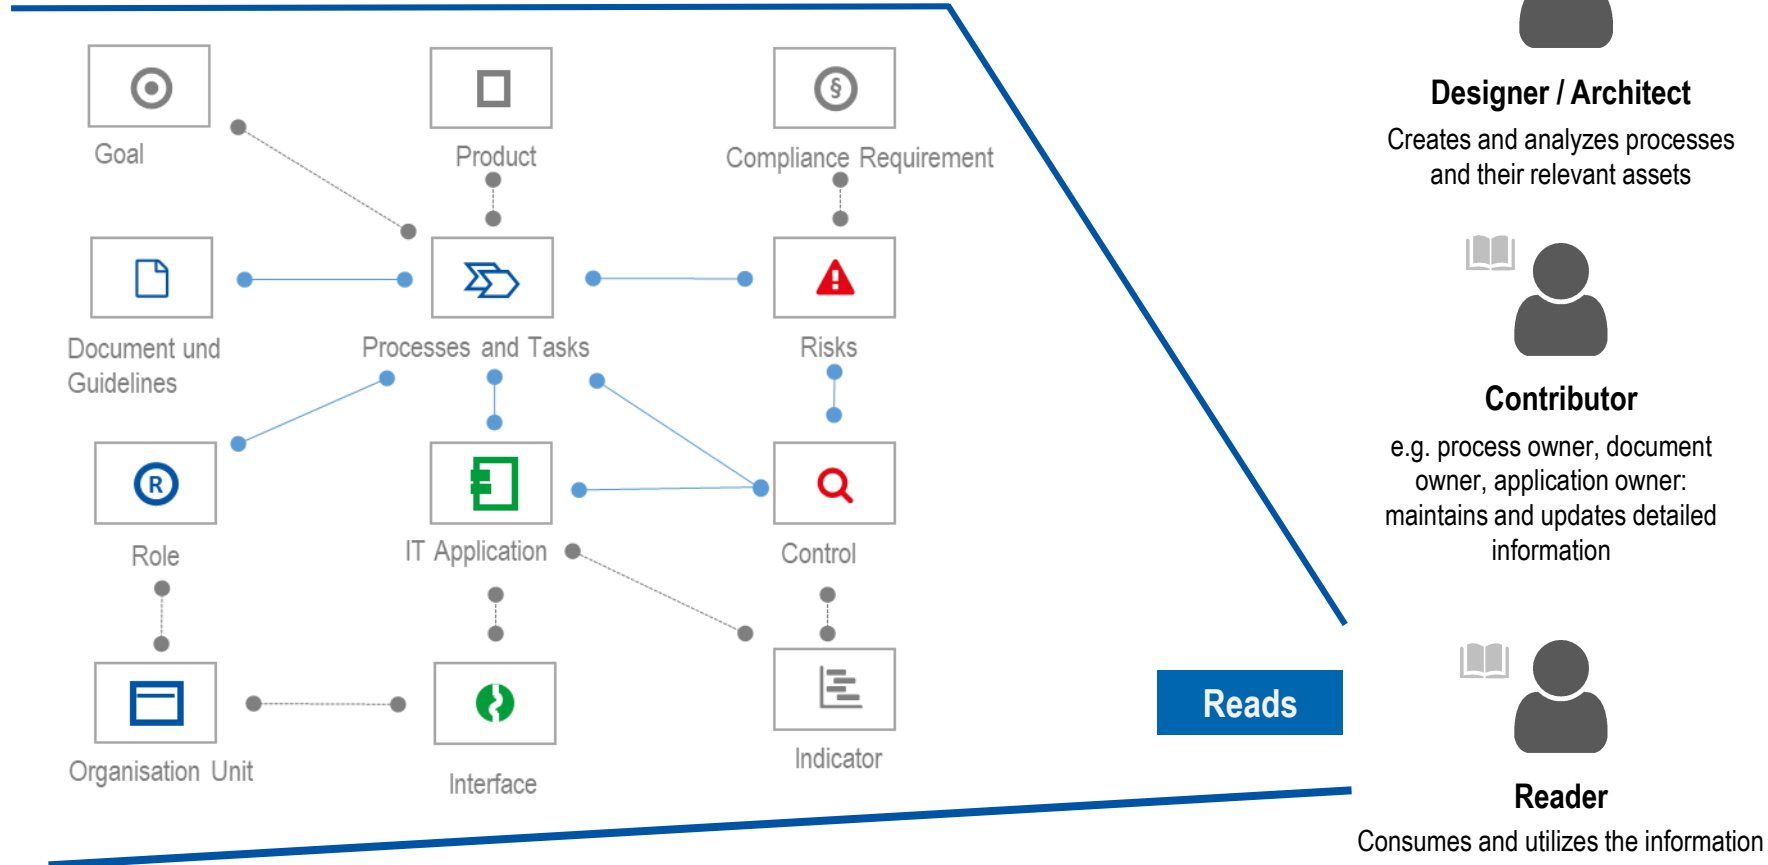 Goal
Product
§
Compliance Requirement
Document und
Guidelines
Processes and Tasks
Risks
R
Role
IT Application
Control
Organisation Unit
Interface
Indicator
Reads
Designer / Architect
Creates and analyzes processes
and their relevant assets
Contributor
e.g. process owner, document
owner, application owner:
maintains and updates detailed
information
Reader
Consumes and utilizes the information